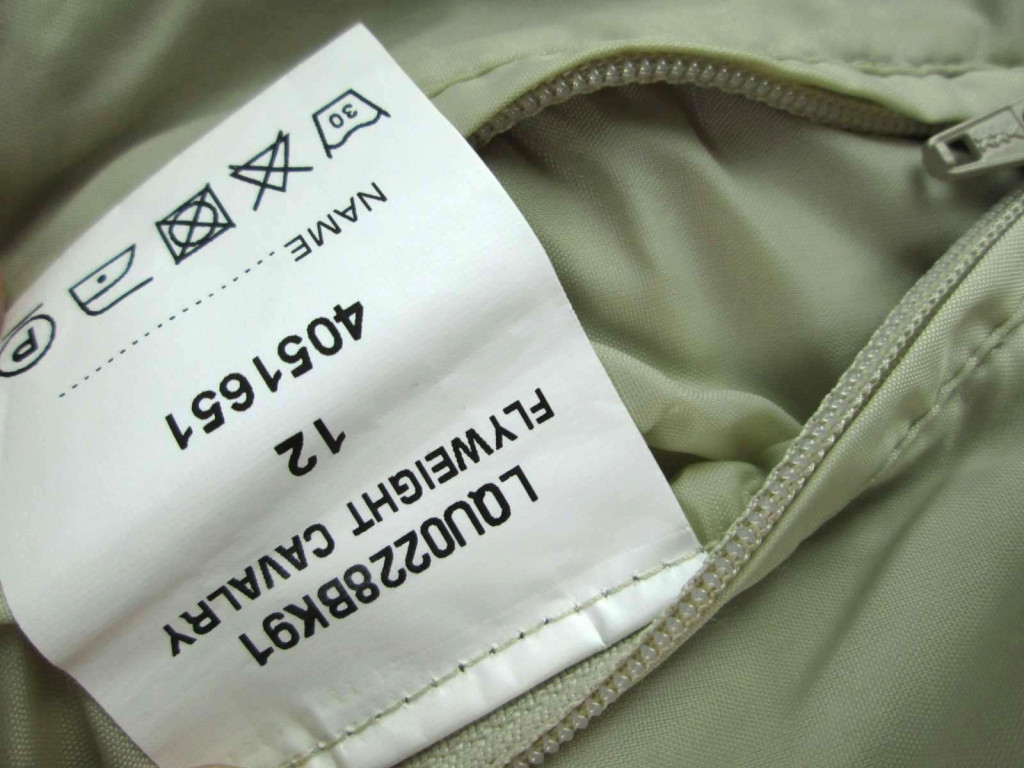 LQU0228BK91
FLYWEIGHT CAVALRY
12
4051651
NAME
30
P